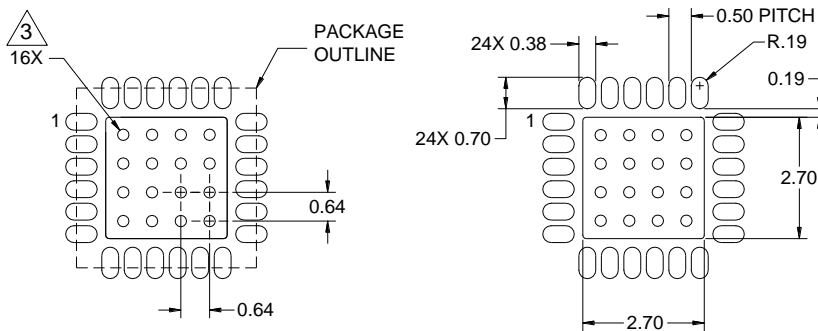 3
16X
PACKAGE
OUTLINE
1
0.64
0.64
0.50 PITCH
24X 0.38
R.19
0.19
24X 0.70
1
2.70
2.70